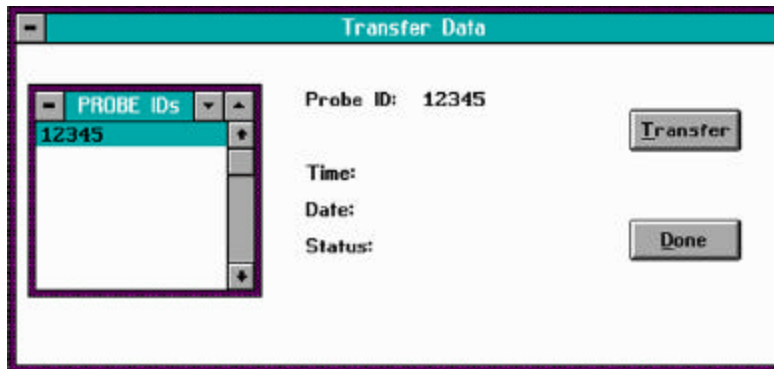 Transfer Data
PROBE IDs
12345
Probe ID: 12345
Time:
Date:
Status:
Transfer
Done